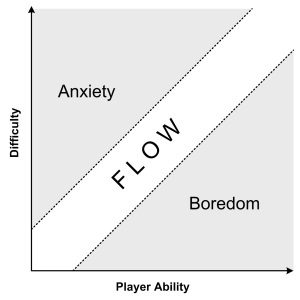 Anxiety
FLOW
Boredom
Difficulty
Player Ability